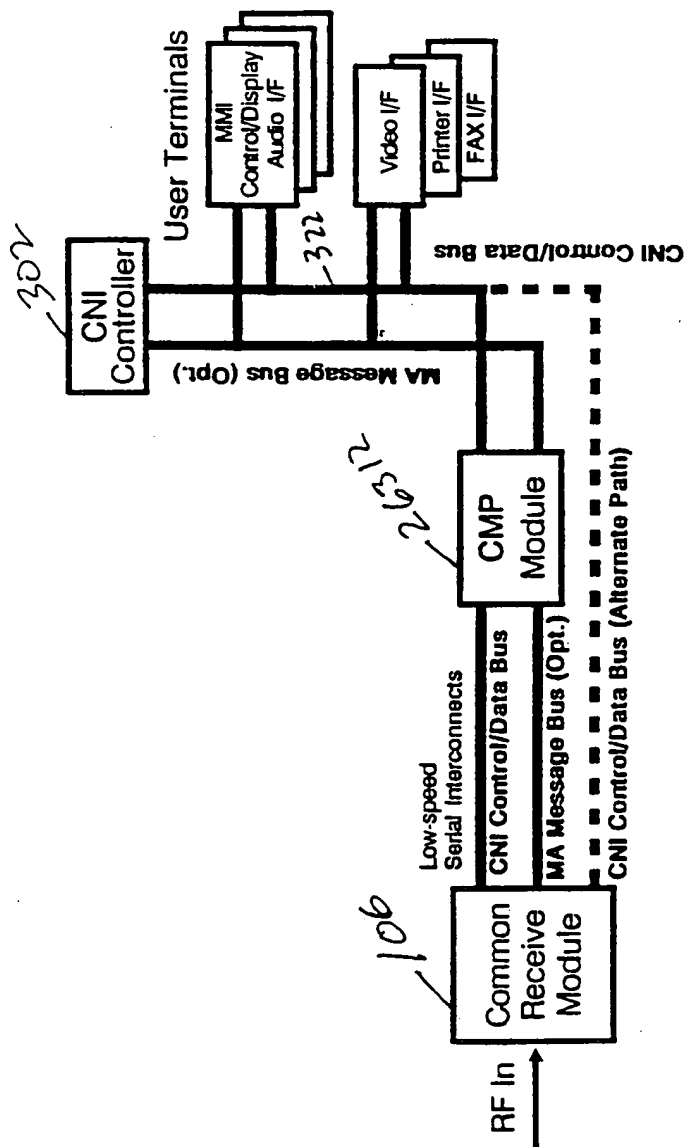 RF In
106
Common
Receive
Module
Low-speed
Serial Interconnects
CNI Control/Data Bus
MA Message Bus (Opt.)
CNI Control/Data Bus (Alternate Path)
26312
CMP
Module
302
CNI
Controller
MA Message Bus (Opt.)
322
CNI Control/Data Bus
User Terminals
MMI
Control/Display
Audio I/F
Video I/F
Printer I/F
FAX I/F